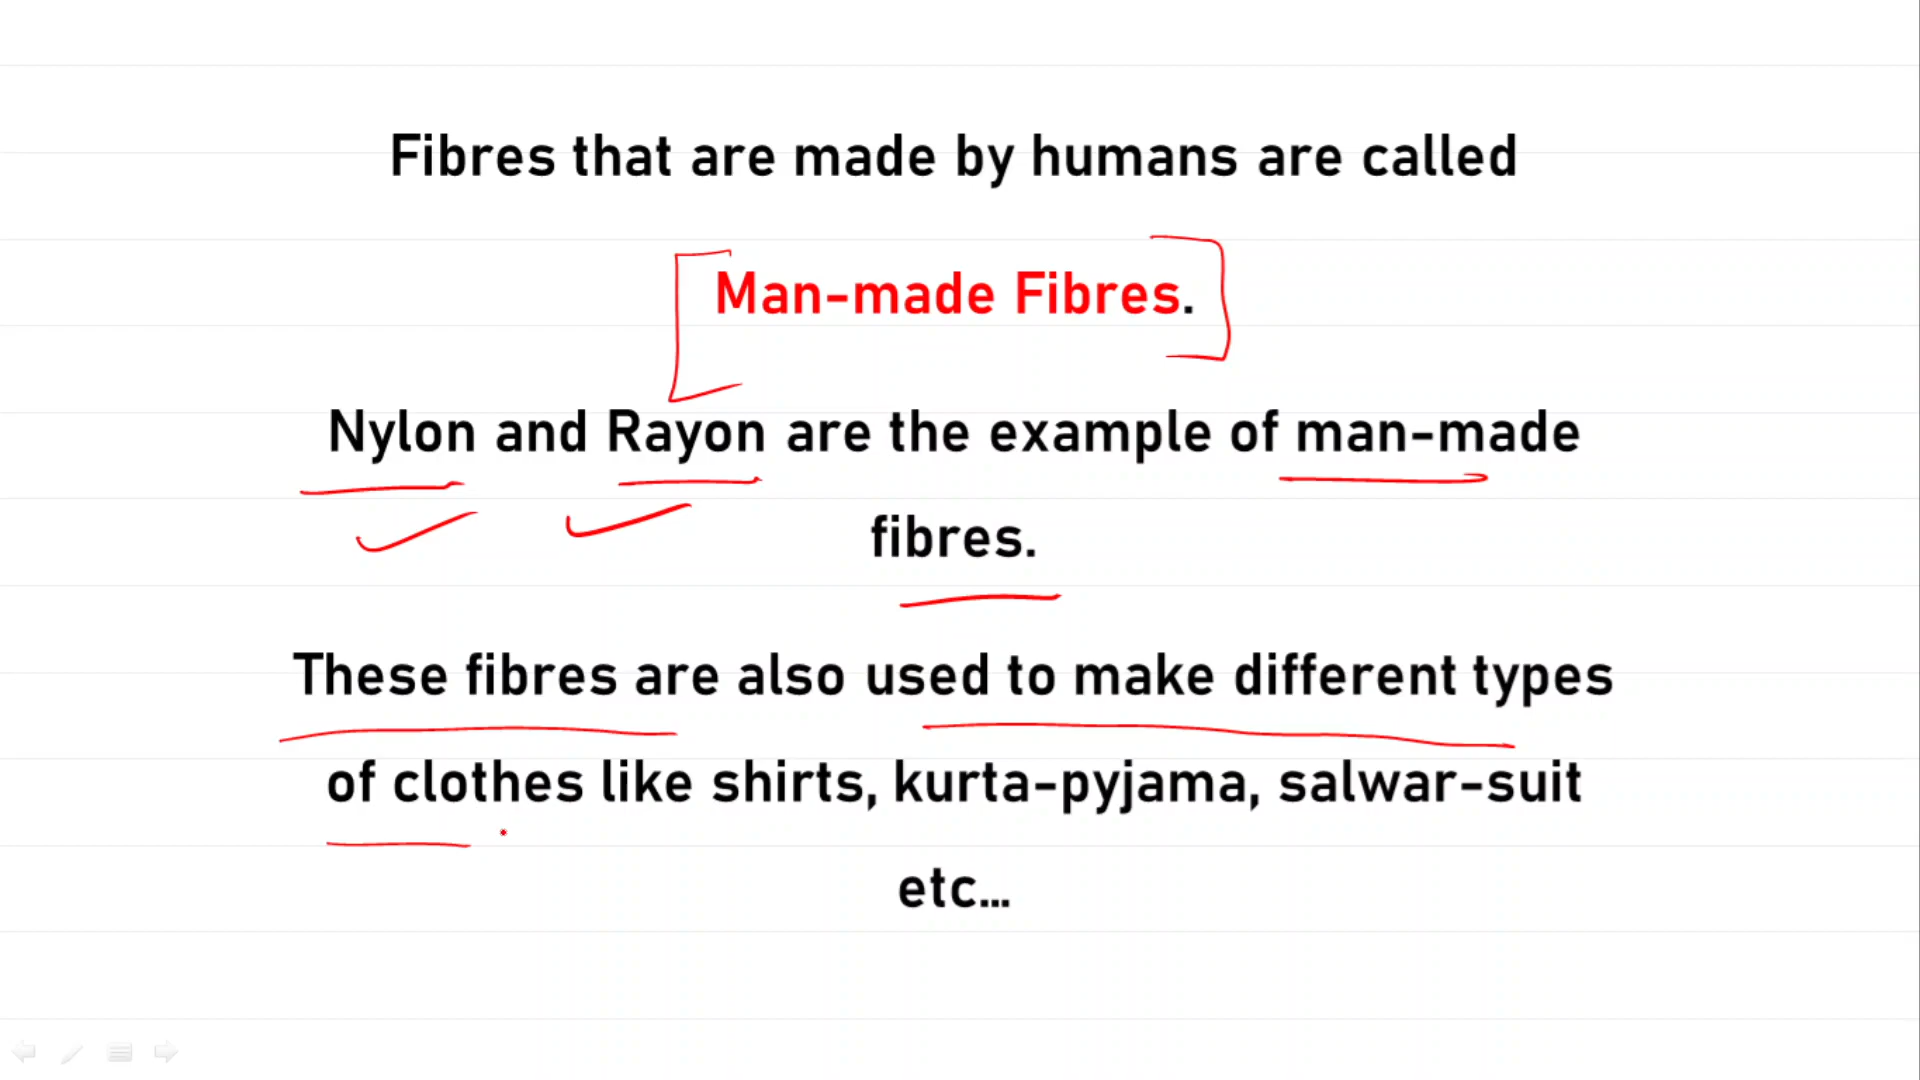 Fibres that are made by humans are called
Man-made Fibres.
Nylon and Rayon are the example of man-made
fibres.
These fibres are also used to make different types
of clothes like shirts, kurta-pyjama, salwar-suit
etc...